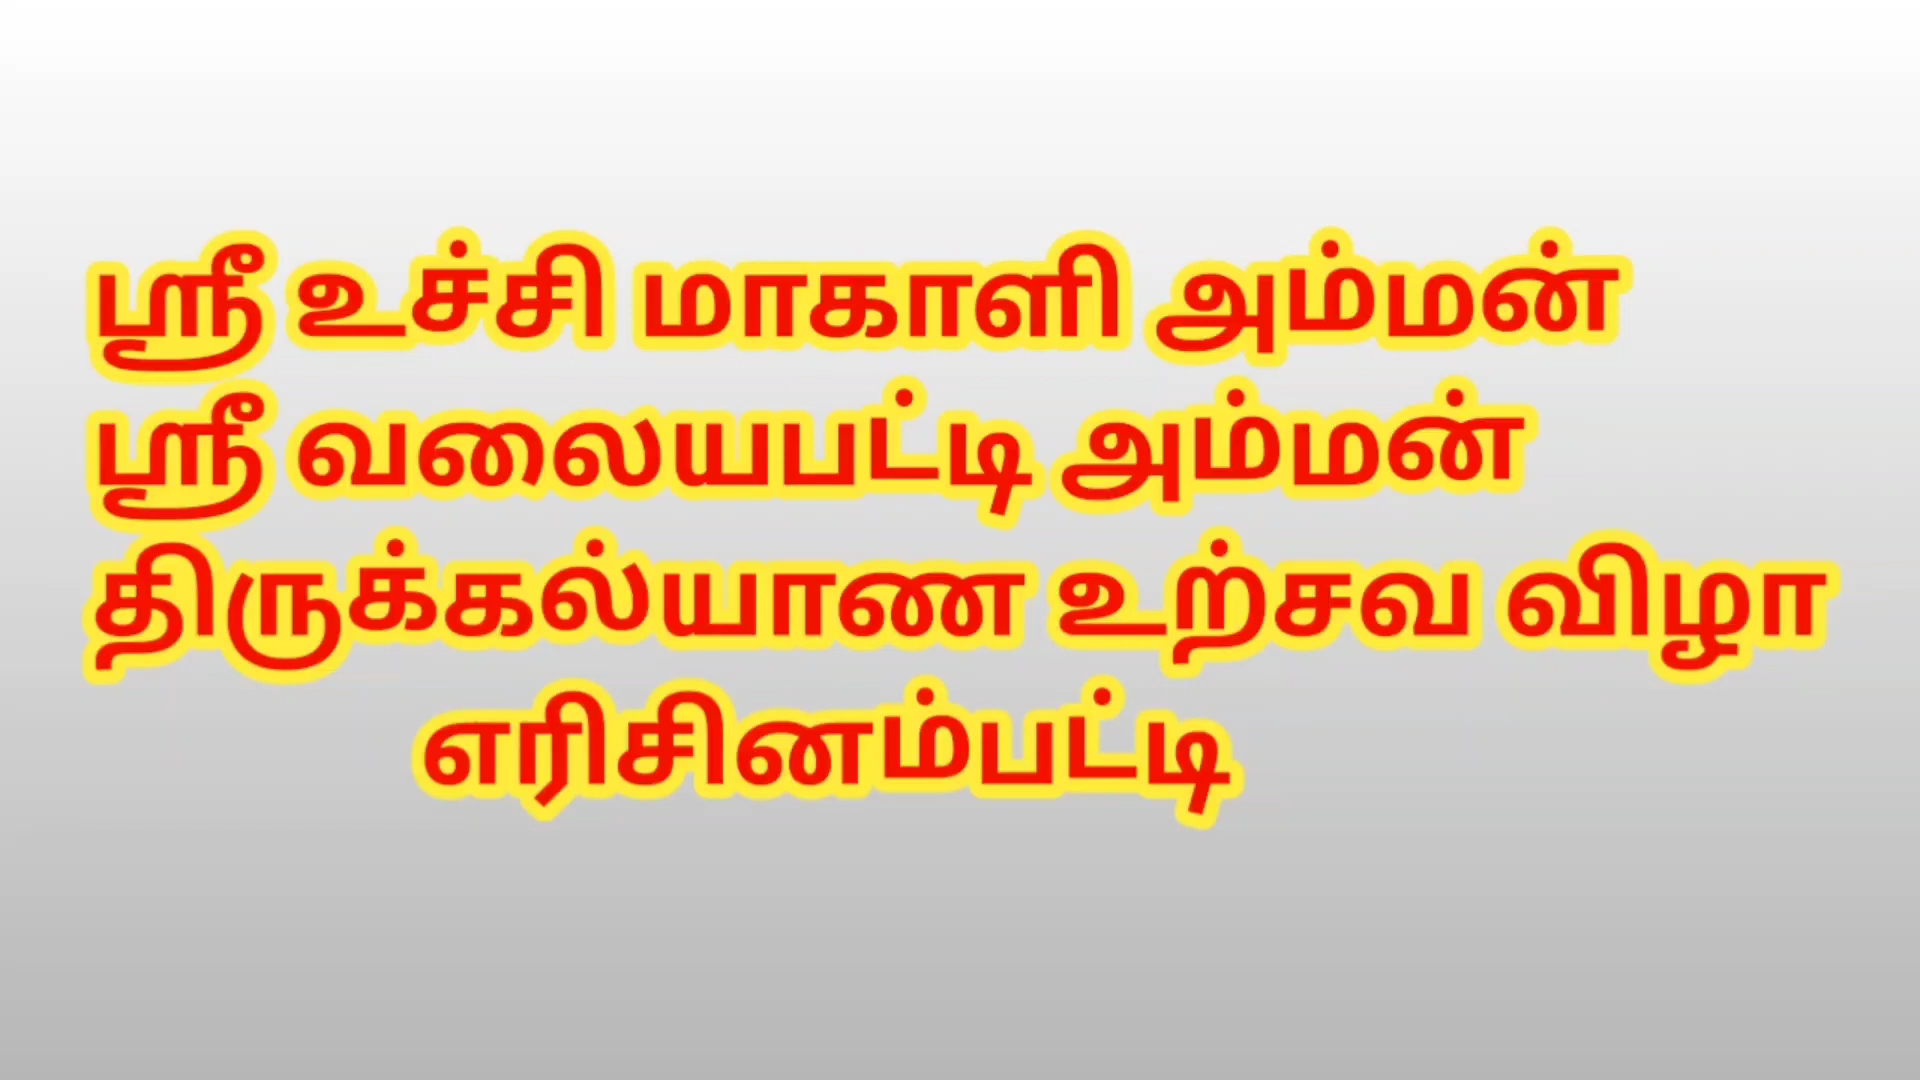 ஸ்ரீ உச்சி மாகாளி அம்மன்
ஸ்ரீ வலையபட்டி அம்மன்
திருக்கல்யாண உற்சவ விழா
எரிசினம்பட்டி